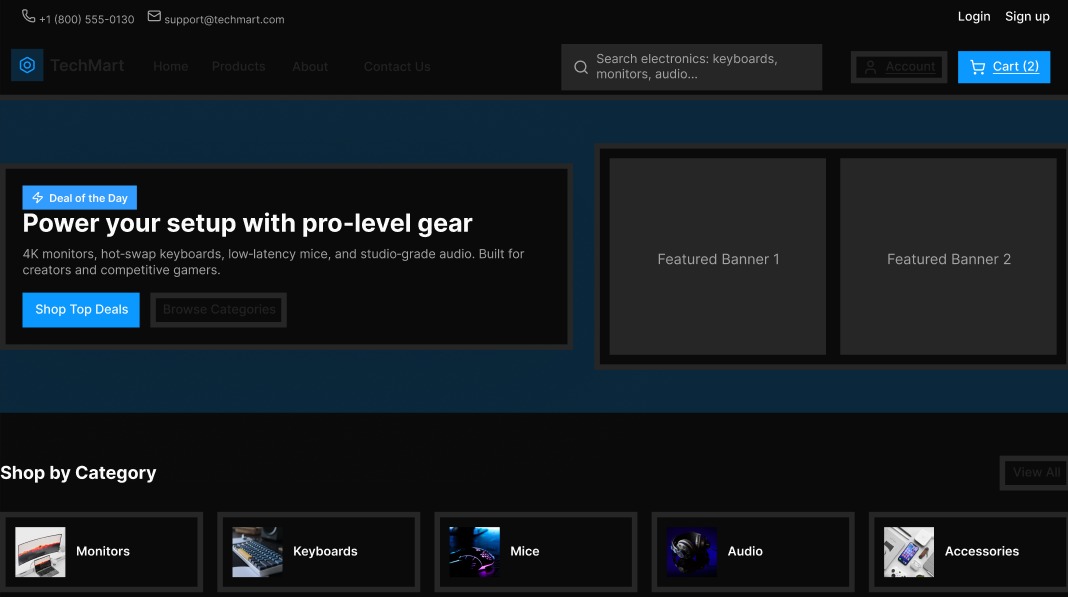 +1 (800) 555-0130 support@techmart.com
Login Sign up
TechMart Home Products About Contact Us
Search electronics: keyboards,
monitors, audio...
Account
Cart (2)
Deal of the Day
Power your setup with pro-level gear
4K monitors, hot-swap keyboards, low-latency mice, and studio-grade audio. Built for
creators and competitive gamers.
Shop Top Deals Browse Categories
Featured Banner 1
Featured Banner 2
Shop by Category
View All
Monitors
Keyboards
Mice
Audio
Accessories